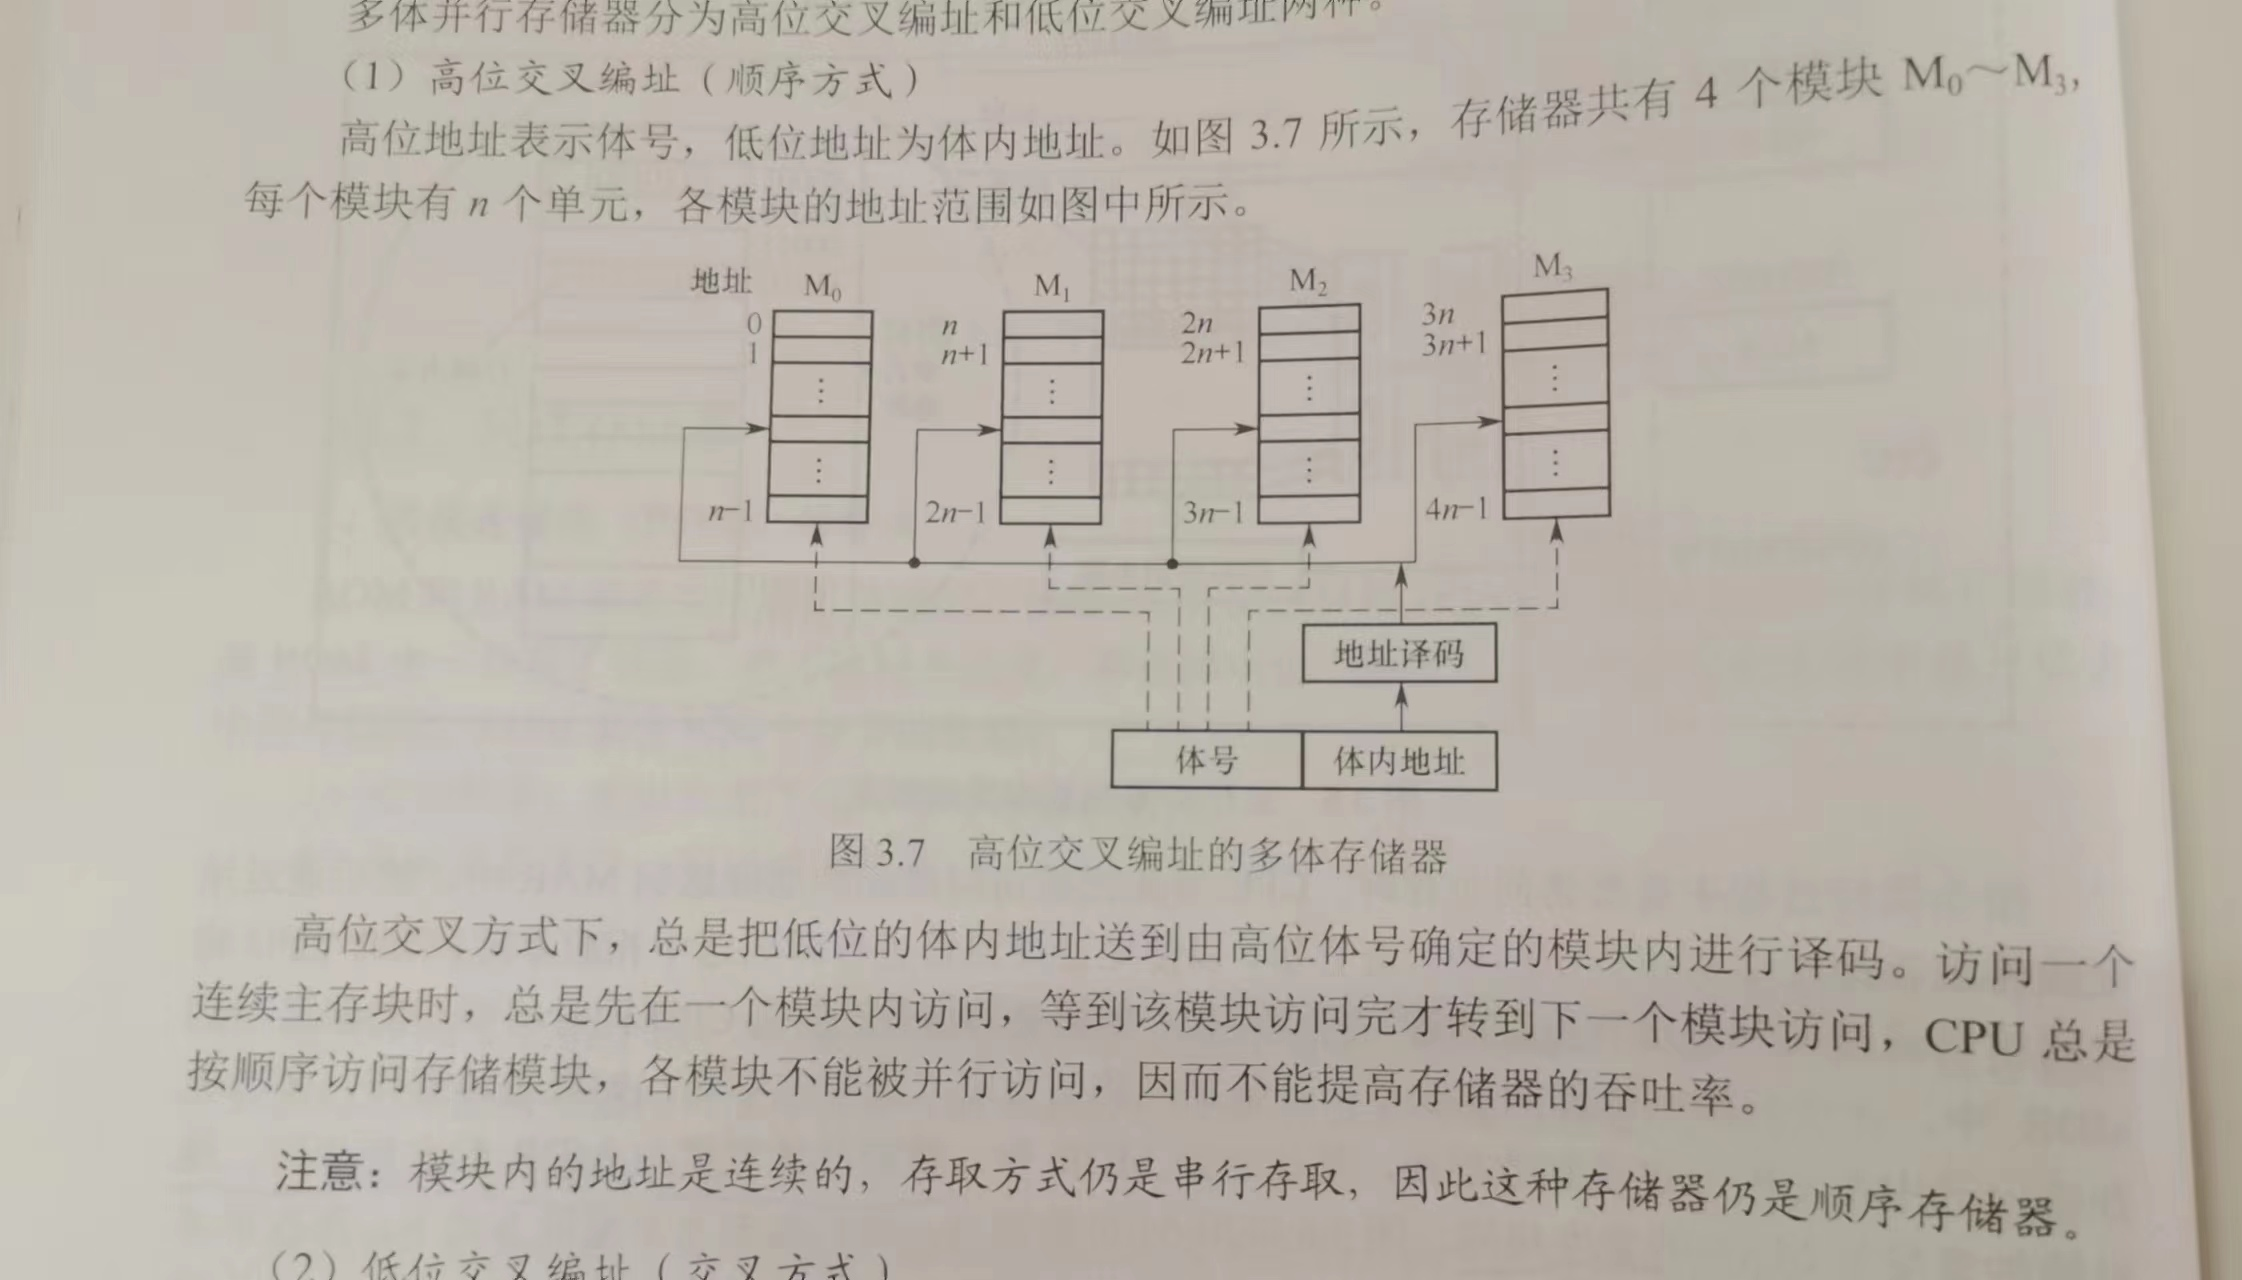 多体并行存储器分为高位交叉编址和低位交叉编址两种。
（1）高位交叉编址（顺序方式）
高位地址表示体号，低位地址为体内地址。如图 3.7 所示，存储器共有 4 个模块 M₀～M₃，
每个模块有 n 个单元，各模块的地址范围如图中所示。
地址 M₀ M₁ M₂ M₃
0 n 2n 3n
1 n+1 2n+1 3n+1
⋮ ⋮ ⋮ ⋮
⋮ ⋮ ⋮ ⋮
n−1 2n−1 3n−1 4n−1
地址译码
体号 体内地址
图 3.7 高位交叉编址的多体存储器
高位交叉方式下，总是把低位的体内地址送到由高位体号确定的模块内进行译码。访问一个
连续主存块时，总是先在一个模块内访问，等到该模块访问完才转到下一个模块访问，CPU 总是
按顺序访问存储模块，各模块不能被并行访问，因而不能提高存储器的吞吐率。
注意：模块内的地址是连续的，存取方式仍是串行存取，因此这种存储器仍是顺序存储器。
（2）低位交叉编址（交叉方式）